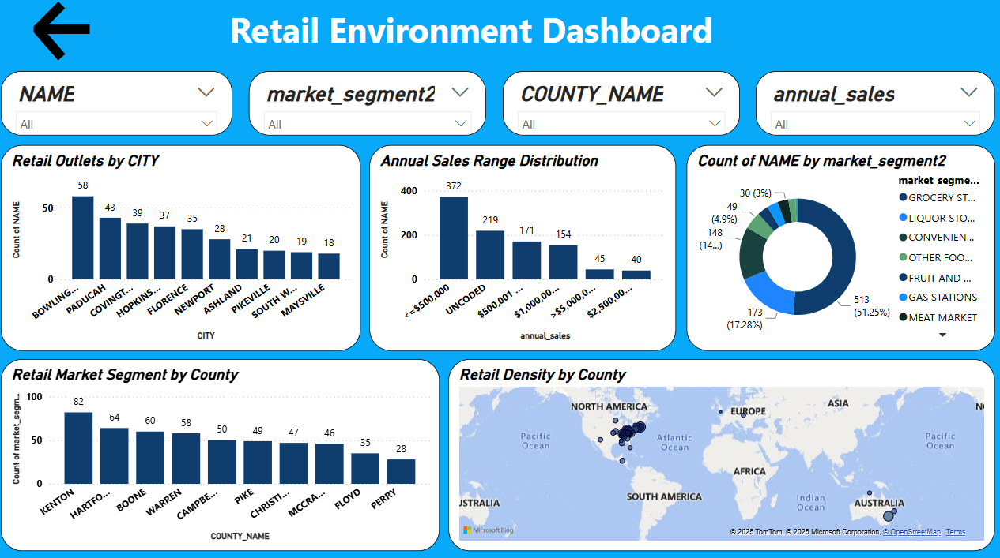 Retail Environment Dashboard
NAME
All
market_segment2
All
COUNTY_NAME
All
annual_sales
All
Retail Outlets by CITY
Count of NAME
50
0
58
43
39
37
35
28
21
20
19
18
BOWLING...
PADUCAH
COVINGT...
HOPKINS...
FLORENCE
NEWPORT
ASHLAND
PIKEVILLE
SOUTH W...
MAYSVILLE
CITY
Annual Sales Range Distribution
Count of NAME
400
200
0
372
219
171
154
45
40
<=$500,000
UNCODED
$500,001 ...
$1,000,00...
>$5,000,0...
$2,500,00...
annual_sales
Count of NAME by market_segment2
30 (3%)
49
(4.9%)
148
(14...)
173
(17.28%)
513
(51.25%)
market_segme...
GROCERY ST...
LIQUOR STO...
CONVENIEN...
OTHER FOO...
FRUIT AND ...
GAS STATIONS
MEAT MARKET
Retail Market Segment by County
Count of market_segm...
100
50
0
82
64
60
58
50
49
47
46
35
28
KENTON
HARTFO...
BOONE
WARREN
CAMPBE...
PIKE
CHRISTI...
MCCRA...
FLOYD
PERRY
COUNTY_NAME
Retail Density by County
NORTH AMERICA
EUROPE
ASIA
Pacific
Ocean
Atlantic
Ocean
Pacific
Ocean
AFRICA
SOUTH AMERICA
Indian
Ocean
USTRALIA
AUSTRALIA
Microsoft Bing
© 2025 TomTom, © 2025 Microsoft Corporation, © OpenStreetMap Terms